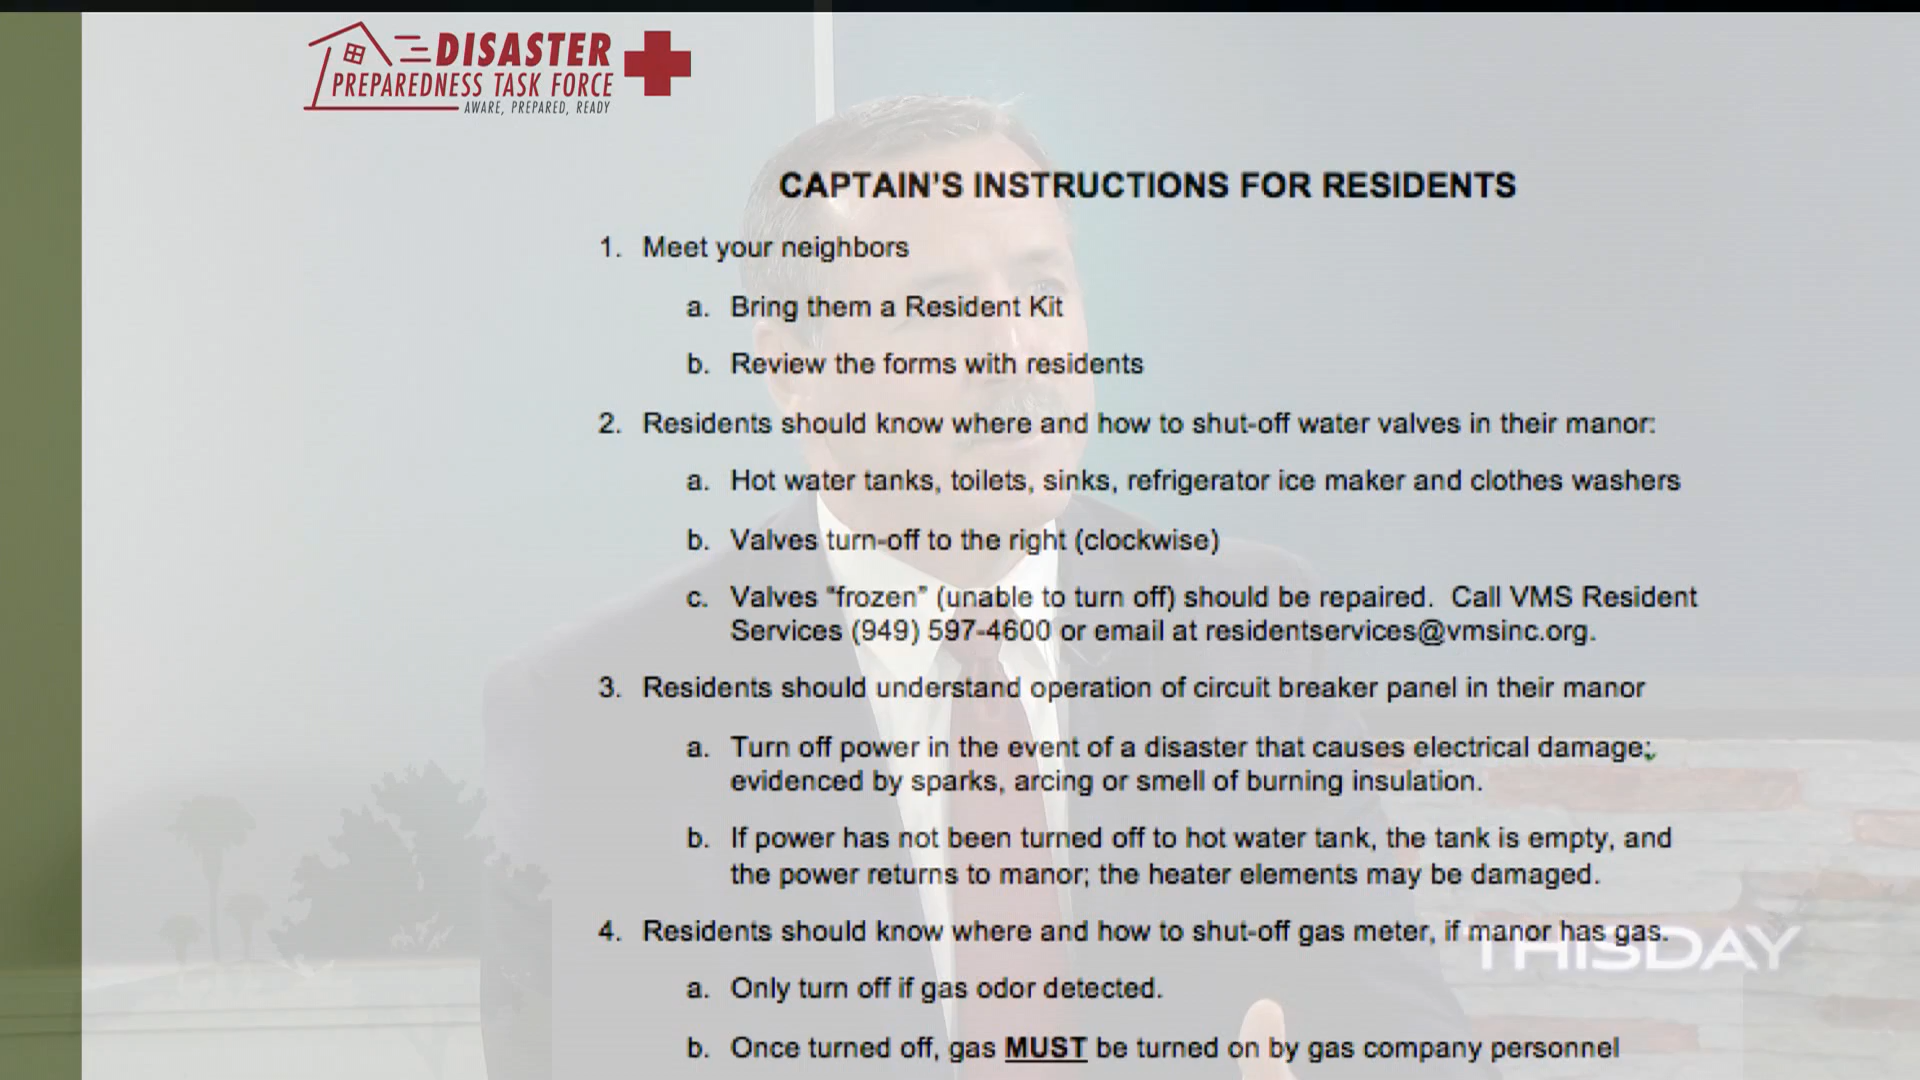 DISASTER
PREPAREDNESS TASK FORCE
AWARE, PREPARED, READY
CAPTAIN'S INSTRUCTIONS FOR RESIDENTS
1. Meet your neighbors
a. Bring them a Resident Kit
b. Review the forms with residents
2. Residents should know where and how to shut-off water valves in their manor:
a. Hot water tanks, toilets, sinks, refrigerator ice maker and clothes washers
b. Valves turn-off to the right (clockwise)
c. Valves "frozen" (unable to turn off) should be repaired. Call VMS Resident
Services (949) 597-4600 or email at residentservices@vmsinc.org.
3. Residents should understand operation of circuit breaker panel in their manor
a. Turn off power in the event of a disaster that causes electrical damage;
evidenced by sparks, arcing or smell of burning insulation.
b. If power has not been turned off to hot water tank, the tank is empty, and
the power returns to manor; the heater elements may be damaged.
4. Residents should know where and how to shut-off gas meter, if manor has gas.
THISDAY
a. Only turn off if gas odor detected.
b. Once turned off, gas MUST be turned on by gas company personnel